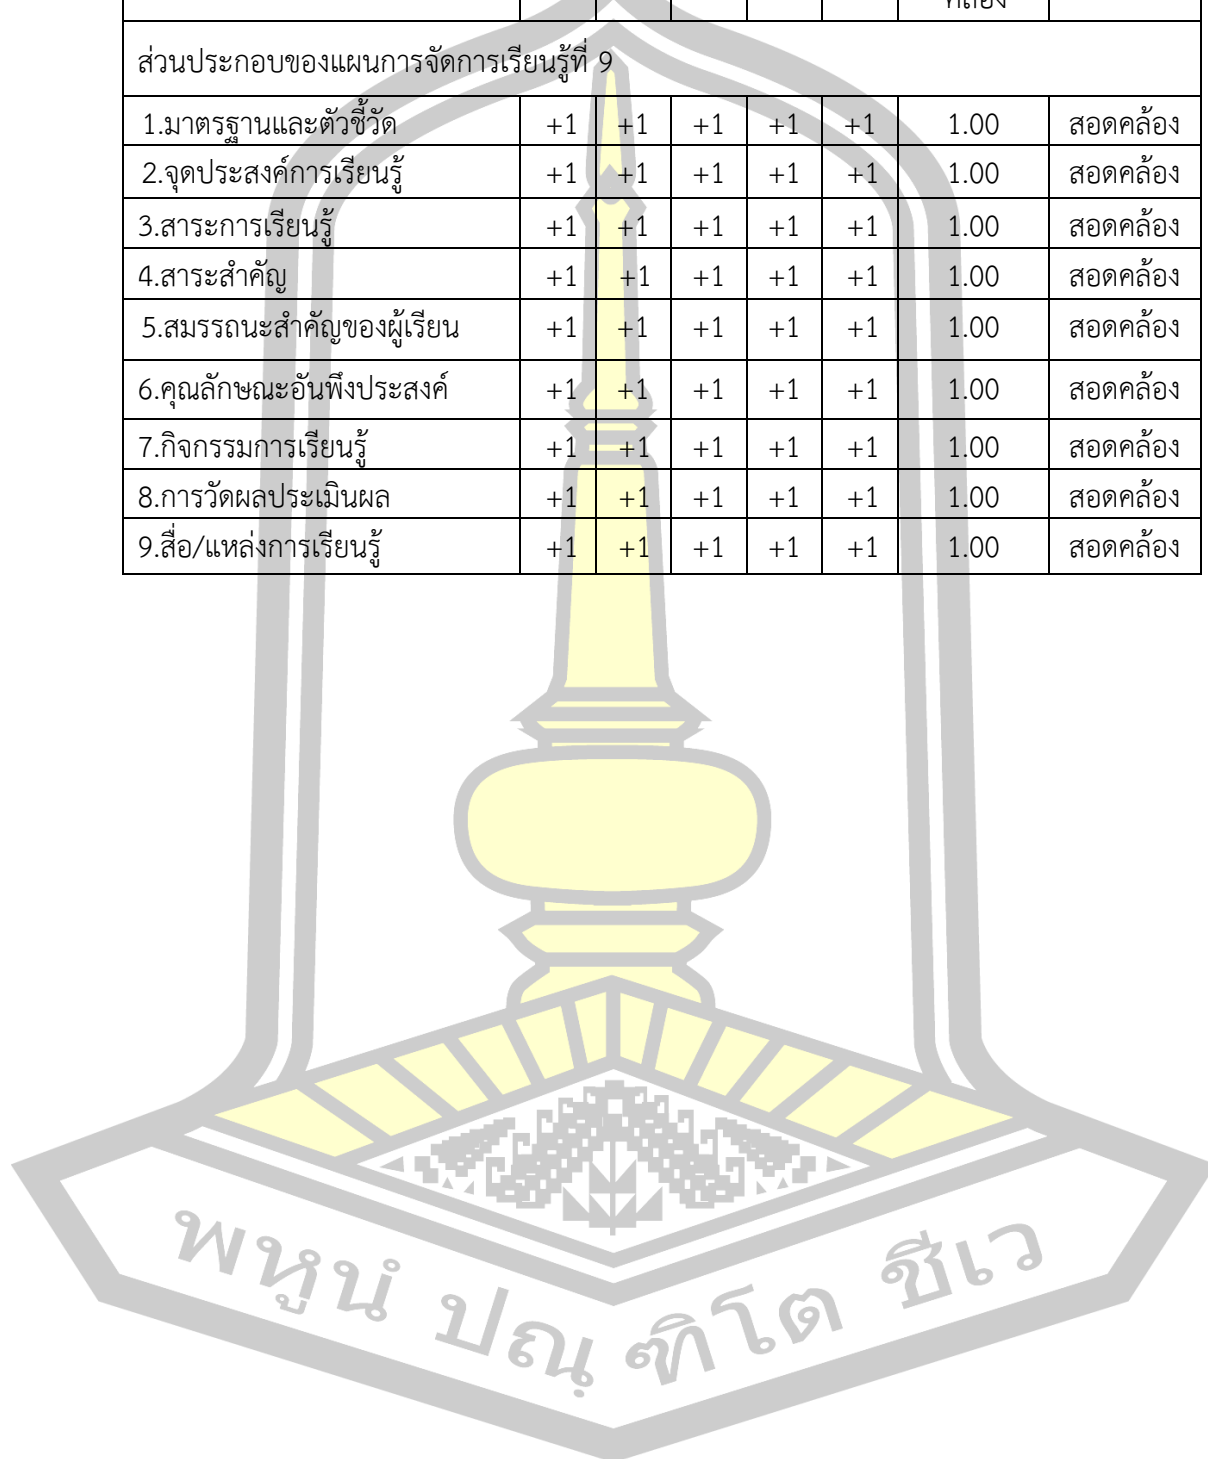 ส่วนประกอบของแผนการจัดการเรียนรู้ที่ 9
1.มาตรฐานและตัวชี้วัด +1 +1 +1 +1 +1 1.00 สอดคล้อง
2.จุดประสงค์การเรียนรู้ +1 +1 +1 +1 +1 1.00 สอดคล้อง
3.สาระการเรียนรู้ +1 +1 +1 +1 +1 1.00 สอดคล้อง
4.สาระสำคัญ +1 +1 +1 +1 +1 1.00 สอดคล้อง
5.สมรรถนะสำคัญของผู้เรียน +1 +1 +1 +1 +1 1.00 สอดคล้อง
6.คุณลักษณะอันพึงประสงค์ +1 +1 +1 +1 +1 1.00 สอดคล้อง
7.กิจกรรมการเรียนรู้ +1 +1 +1 +1 +1 1.00 สอดคล้อง
8.การวัดผลประเมินผล +1 +1 +1 +1 +1 1.00 สอดคล้อง
9.สื่อ/แหล่งการเรียนรู้ +1 +1 +1 +1 +1 1.00 สอดคล้อง
พหูนํ ปณฺฑิโต ชีเว